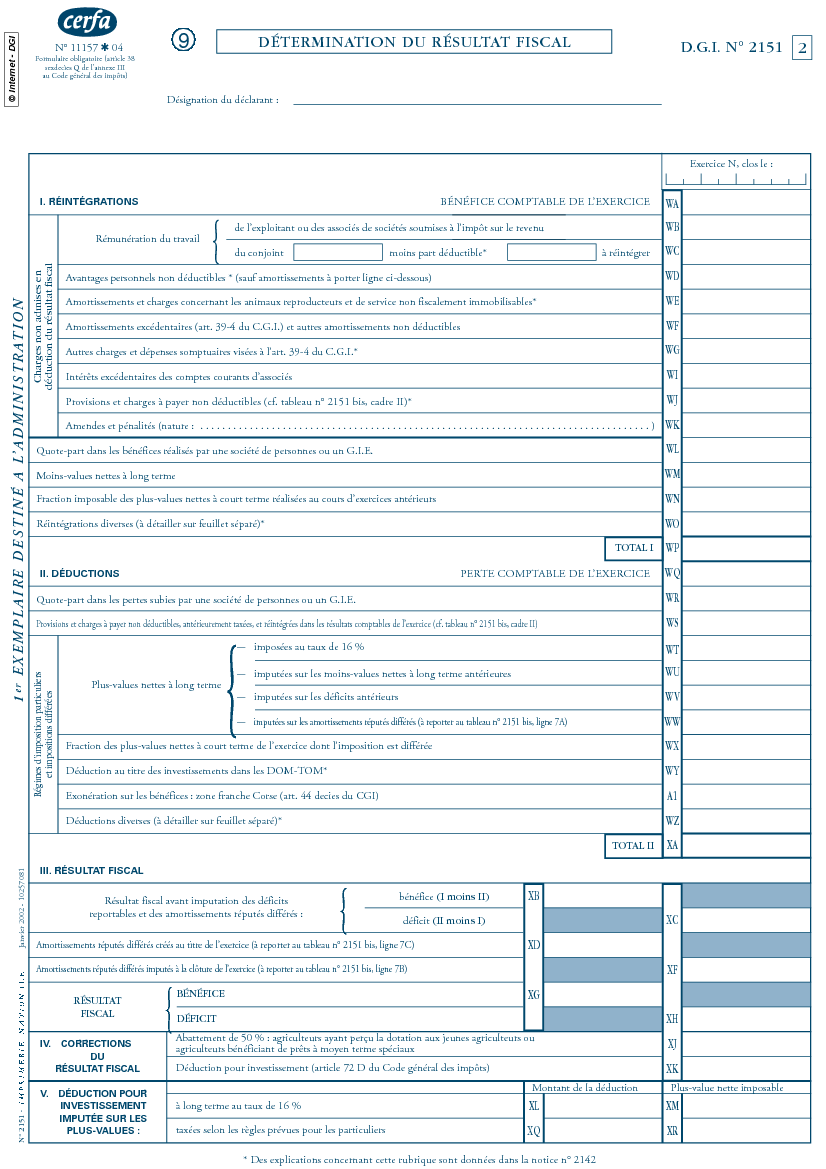 cerfa
N° 11157 ✱ 04
Formulaire obligatoire (article 38
sexdecies Q de l'annexe III
au Code général des impôts)
© Internet - DGI
9
DÉTERMINATION DU RÉSULTAT FISCAL
D.G.I. N° 2151 2
Désignation du déclarant :
Exercice N, clos le :
I. RÉINTÉGRATIONS BÉNÉFICE COMPTABLE DE L'EXERCICE WA
Charges non admises en
déduction du résultat fiscal
Rémunération du travail
de l'exploitant ou des associés de sociétés soumises à l'impôt sur le revenu WB
du conjoint moins part déductible* à réintégrer WC
Avantages personnels non déductibles * (sauf amortissements à porter ligne ci-dessous) WD
Amortissements et charges concernant les animaux reproducteurs et de service non fiscalement immobilisables* WE
Amortissements excédentaires (art. 39-4 du C.G.I.) et autres amortissements non déductibles WF
Autres charges et dépenses somptuaires visées à l'art. 39-4 du C.G.I.* WG
Intérêts excédentaires des comptes courants d'associés WI
Provisions et charges à payer non déductibles (cf. tableau n° 2151 bis, cadre II)* WJ
Amendes et pénalités (nature : ........................................................................ ) WK
Quote-part dans les bénéfices réalisés par une société de personnes ou un G.I.E. WL
Moins-values nettes à long terme WM
Fraction imposable des plus-values nettes à court terme réalisées au cours d'exercices antérieurs WN
Réintégrations diverses (à détailler sur feuillet séparé)* WO
TOTAL I WP
II. DÉDUCTIONS PERTE COMPTABLE DE L'EXERCICE WQ
Quote-part dans les pertes subies par une société de personnes ou un G.I.E. WR
Provisions et charges à payer non déductibles, antérieurement taxées, et réintégrées dans les résultats comptables de l'exercice (cf. tableau n° 2151 bis, cadre II) WS
Régimes d'imposition particuliers
et impositions différées
Plus-values nettes à long terme
— imposées au taux de 16 % WT
— imputées sur les moins-values nettes à long terme antérieures WU
— imputées sur les déficits antérieurs WV
— imputées sur les amortissements réputés différés (à reporter au tableau n° 2151 bis, ligne 7A) WW
Fraction des plus-values nettes à court terme de l'exercice dont l'imposition est différée WX
Déduction au titre des investissements dans les DOM-TOM* WY
Exonération sur les bénéfices : zone franche Corse (art. 44 decies du CGI) A1
Déductions diverses (à détailler sur feuillet séparé)* WZ
TOTAL II XA
III. RÉSULTAT FISCAL
Résultat fiscal avant imputation des déficits
reportables et des amortissements réputés différés :
bénéfice (I moins II) XB
déficit (II moins I) XC
Amortissements réputés différés créés au titre de l'exercice (à reporter au tableau n° 2151 bis, ligne 7C) XD
Amortissements réputés différés imputés à la clôture de l'exercice (à reporter au tableau n° 2151 bis, ligne 7B) XF
RÉSULTAT
FISCAL
BÉNÉFICE XG
DÉFICIT XH
IV. CORRECTIONS
DU
RÉSULTAT FISCAL
Abattement de 50 % : agriculteurs ayant perçu la dotation aux jeunes agriculteurs ou
agriculteurs bénéficiant de prêts à moyen terme spéciaux XJ
Déduction pour investissement (article 72 D du Code général des impôts) XK
V. DÉDUCTION POUR
INVESTISSEMENT
IMPUTÉE SUR LES
PLUS-VALUES :
Montant de la déduction Plus-value nette imposable
à long terme au taux de 16 % XL XM
taxées selon les règles prévues pour les particuliers XQ XR
* Des explications concernant cette rubrique sont données dans la notice n° 2142
1er EXEMPLAIRE DESTINÉ A L'ADMINISTRATION
N° 2151 - IMPRIMERIE NATIONALE
Janvier 2002 - 10257081